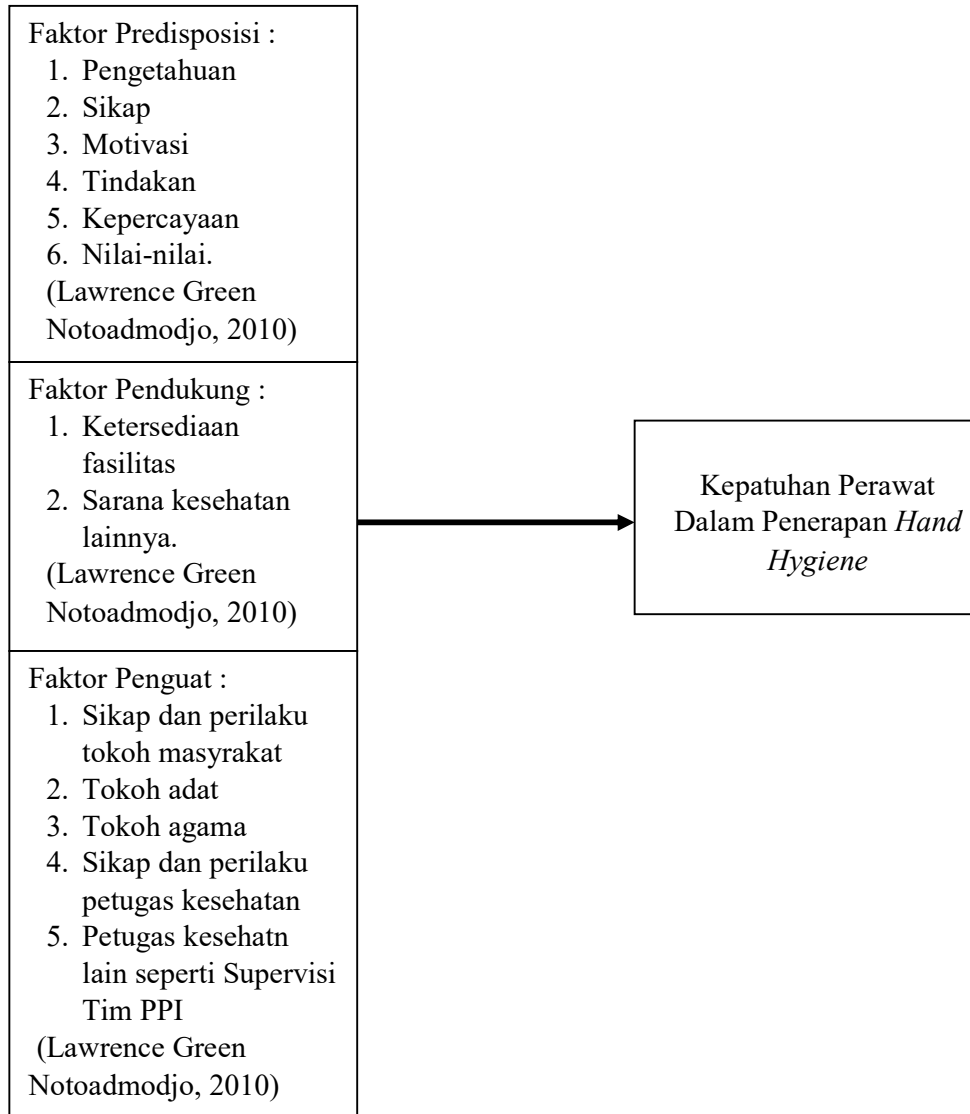 Faktor Predisposisi :
1. Pengetahuan
2. Sikap
3. Motivasi
4. Tindakan
5. Kepercayaan
6. Nilai-nilai.
(Lawrence Green
Notoadmodjo, 2010)
Faktor Pendukung :
1. Ketersediaan
fasilitas
2. Sarana kesehatan
lainnya.
(Lawrence Green
Notoadmodjo, 2010)
Faktor Penguat :
1. Sikap dan perilaku
tokoh masyrakat
2. Tokoh adat
3. Tokoh agama
4. Sikap dan perilaku
petugas kesehatan
5. Petugas kesehatn
lain seperti Supervisi
Tim PPI
(Lawrence Green
Notoadmodjo, 2010)
Kepatuhan Perawat
Dalam Penerapan Hand
Hygiene